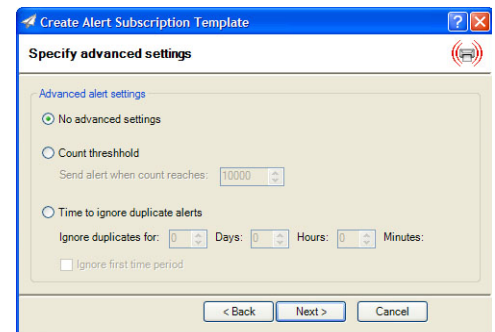 Create Alert Subscription Template
Specify advanced settings
Advanced alert settings
No advanced settings
Count threshhold
Send alert when count reaches: 10000
Time to ignore duplicate alerts
Ignore duplicates for: 0 Days: 0 Hours: 0 Minutes:
Ignore first time period
< Back Next > Cancel